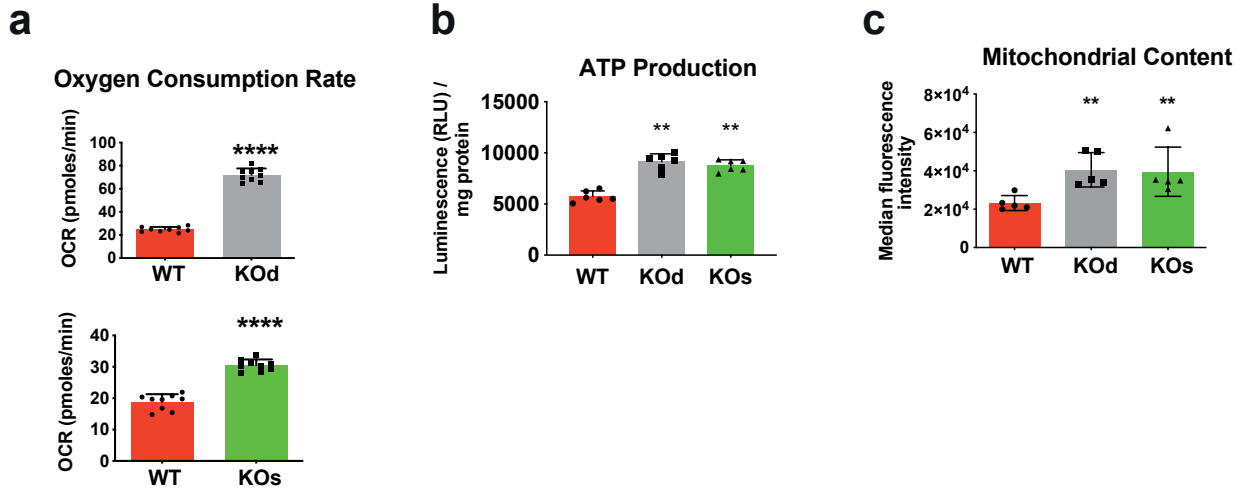 a
Oxygen Consumption Rate
OCR (pmoles/min)
100
80
60
40
20
0
****
WT
KOd
OCR (pmoles/min)
40
30
20
10
0
****
WT
KOs
b
ATP Production
Luminescence (RLU) /
mg protein
15000
10000
5000
0
**
**
WT
KOd
KOs
c
Mitochondrial Content
Median fluorescence
intensity
8×10⁴
6×10⁴
4×10⁴
2×10⁴
0
**
**
WT
KOd
KOs